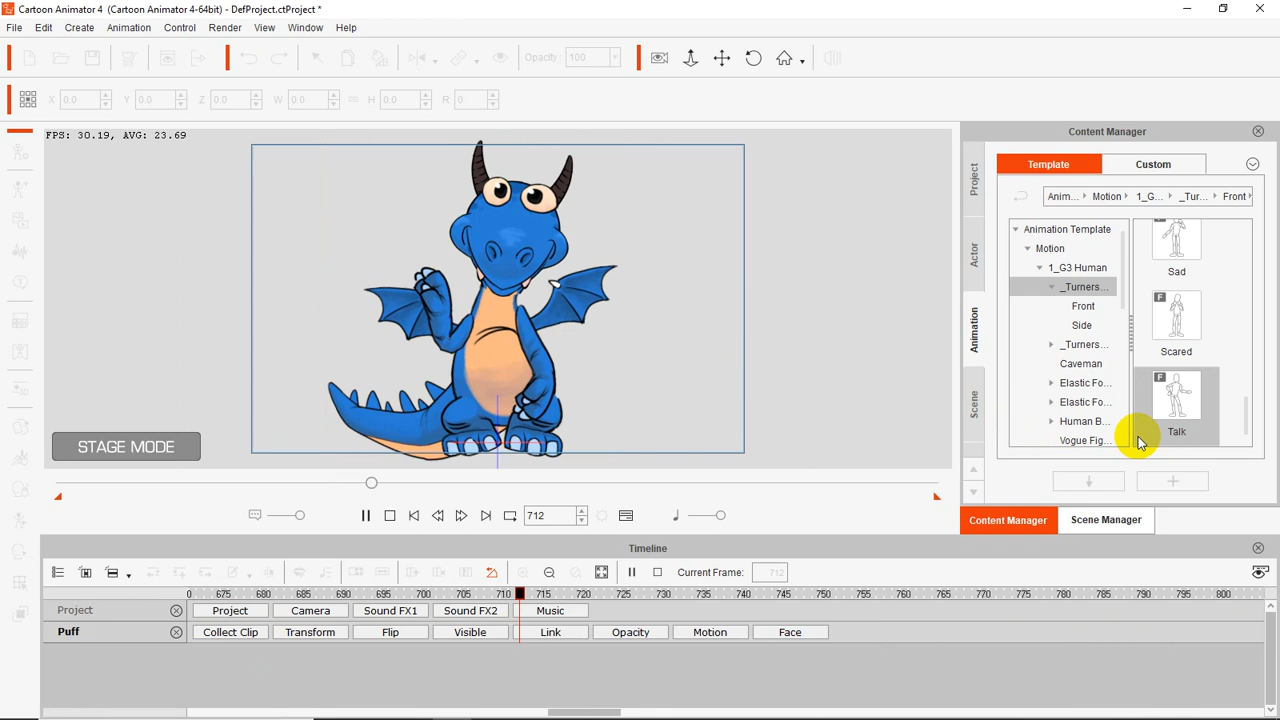 Cartoon Animator 4 (Cartoon Animator 4-64bit) - DefProject.ctProject *
File Edit Create Animation Control Render View Window Help
Opacity: 100
X 0.0 Y 0.0 Z 0.0 W 0.0 H 0.0 R 0
FPS: 30.19, AVG: 23.69
STAGE MODE
Content Manager
Template Custom
Anim... Motion 1_G... _Tur... Front
Project
Actor
Animation
Scene
Animation Template
Motion
1_G3 Human
_Turners...
Front
Side
_Turners...
Caveman
Elastic Fo...
Elastic Fo...
Human B...
Vogue Fig...
F
Sad
F
Scared
F
Talk
Content Manager Scene Manager
712
Timeline
Current Frame: 712
0 675 680 685 690 695 700 705 710 715 720 725 730 735 740 745 750 755 760 765 770 775 780 785 790 795 800
Project Project Camera Sound FX1 Sound FX2 Music
Puff Collect Clip Transform Flip Visible Link Opacity Motion Face